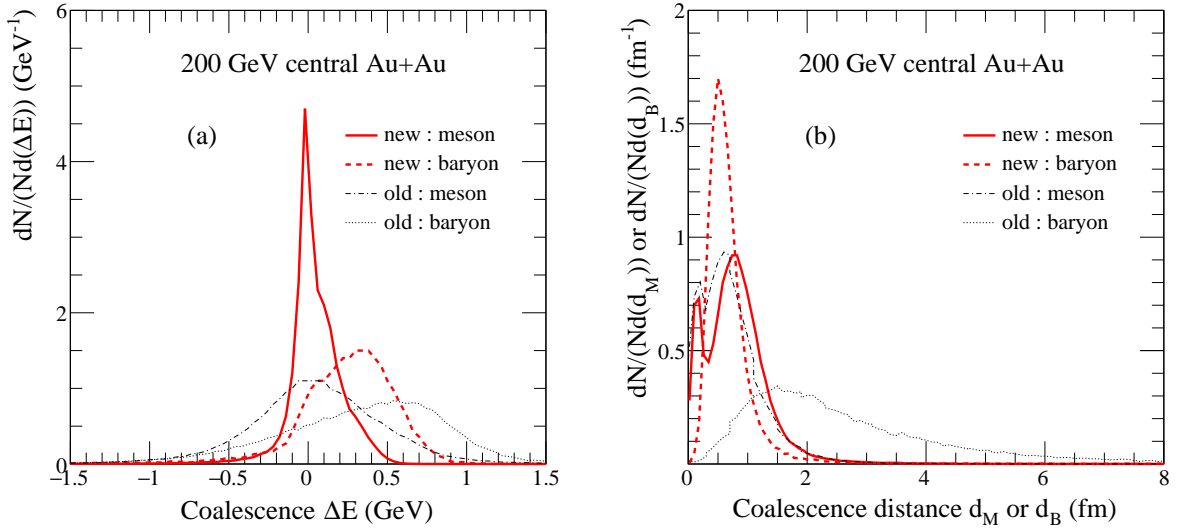 dN/(Nd(ΔE)) (GeV⁻¹)
6
4
2
0
200 GeV central Au+Au
(a)
new : meson
new : baryon
old : meson
old : baryon
−1.5 −1 −0.5 0 0.5 1 1.5
Coalescence ΔE (GeV)
dN/(Nd(d_M)) or dN/(Nd(d_B)) (fm⁻¹)
2
1.5
1
0.5
0
200 GeV central Au+Au
(b)
new : meson
new : baryon
old : meson
old : baryon
0 2 4 6 8
Coalescence distance d_M or d_B (fm)